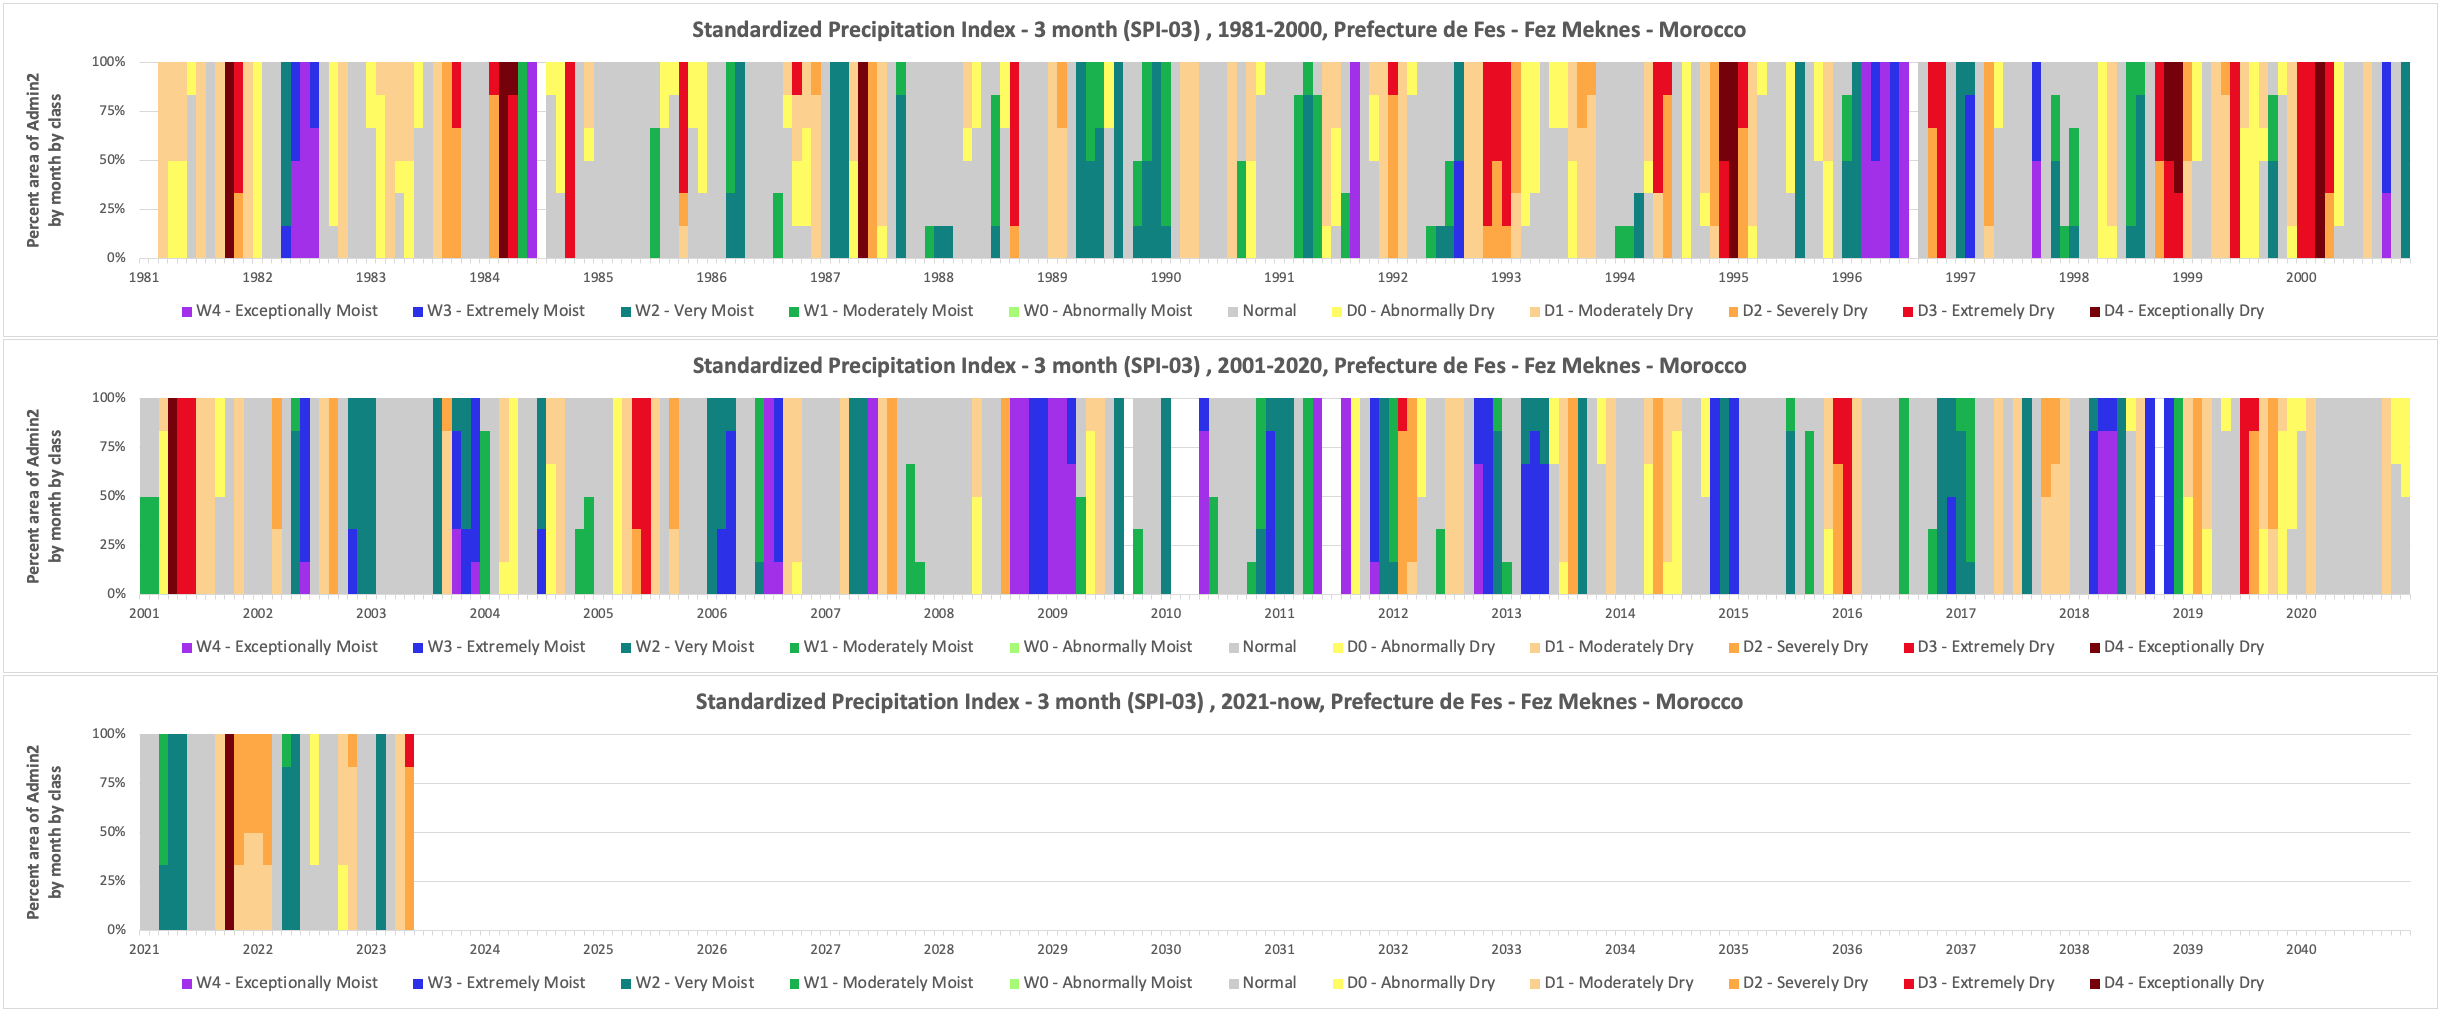 Standardized Precipitation Index - 3 month (SPI-03) , 1981-2000, Prefecture de Fes - Fez Meknes - Morocco
Percent area of Admin2
by month by class
100%
75%
50%
25%
0%
1981 1982 1983 1984 1985 1986 1987 1988 1989 1990 1991 1992 1993 1994 1995 1996 1997 1998 1999 2000
W4 - Exceptionally Moist W3 - Extremely Moist W2 - Very Moist W1 - Moderately Moist W0 - Abnormally Moist Normal D0 - Abnormally Dry D1 - Moderately Dry D2 - Severely Dry D3 - Extremely Dry D4 - Exceptionally Dry
Standardized Precipitation Index - 3 month (SPI-03) , 2001-2020, Prefecture de Fes - Fez Meknes - Morocco
Percent area of Admin2
by month by class
100%
75%
50%
25%
0%
2001 2002 2003 2004 2005 2006 2007 2008 2009 2010 2011 2012 2013 2014 2015 2016 2017 2018 2019 2020
W4 - Exceptionally Moist W3 - Extremely Moist W2 - Very Moist W1 - Moderately Moist W0 - Abnormally Moist Normal D0 - Abnormally Dry D1 - Moderately Dry D2 - Severely Dry D3 - Extremely Dry D4 - Exceptionally Dry
Standardized Precipitation Index - 3 month (SPI-03) , 2021-now, Prefecture de Fes - Fez Meknes - Morocco
Percent area of Admin2
by month by class
100%
75%
50%
25%
0%
2021 2022 2023 2024 2025 2026 2027 2028 2029 2030 2031 2032 2033 2034 2035 2036 2037 2038 2039 2040
W4 - Exceptionally Moist W3 - Extremely Moist W2 - Very Moist W1 - Moderately Moist W0 - Abnormally Moist Normal D0 - Abnormally Dry D1 - Moderately Dry D2 - Severely Dry D3 - Extremely Dry D4 - Exceptionally Dry